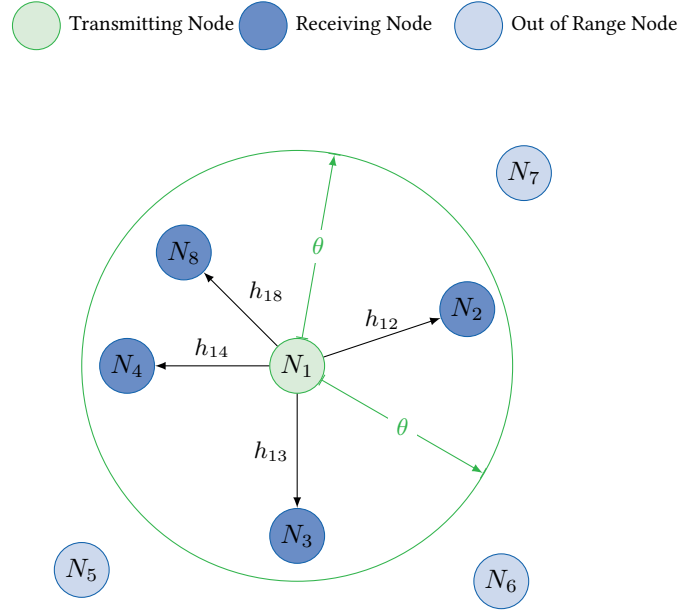 Transmitting Node Receiving Node Out of Range Node
N₇
θ
N₈
h₁₈
h₁₂ N₂
N₄ h₁₄ N₁
θ
h₁₃
N₃
N₅ N₆